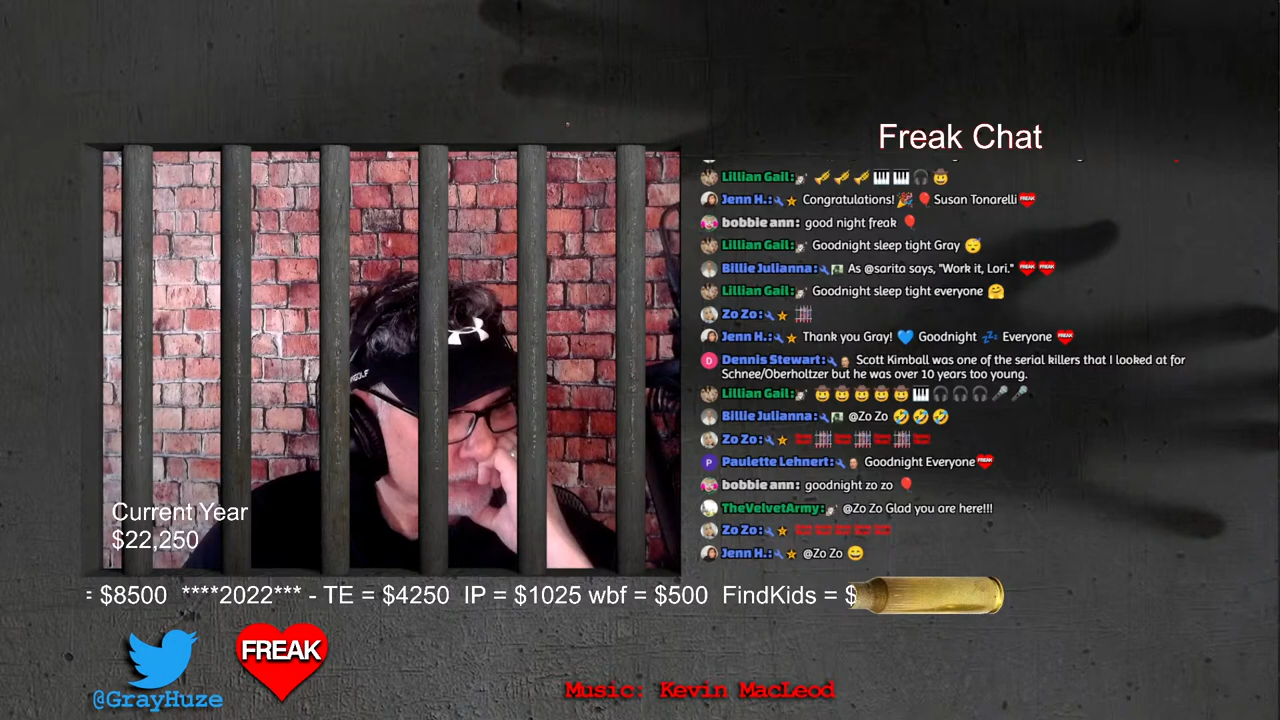 Freak Chat
Lillian Gail:
Jenn H.: Congratulations! Susan Tonarelli FREAK
bobbie ann: good night freak
Lillian Gail: Goodnight sleep tight Gray
Billie Julianna: As @sarita says, "Work it, Lori." FREAK FREAK
Lillian Gail: Goodnight sleep tight everyone
Zo Zo:
Jenn H.: Thank you Gray! Goodnight Everyone FREAK
Dennis Stewart: Scott Kimball was one of the serial killers that I looked at for
Schnee/Oberholtzer but he was over 10 years too young.
Lillian Gail:
Billie Julianna: @Zo Zo
Zo Zo:
Paulette Lehnert: Goodnight Everyone FREAK
bobbie ann: goodnight zo zo
TheVelvetArmy: @Zo Zo Glad you are here!!!
Zo Zo:
Jenn H.: @Zo Zo
Current Year
$22,250
= $8500 ****2022*** - TE = $4250 IP = $1025 wbf = $500 FindKids = $
FREAK
@GrayHuze
Music: Kevin MacLeod